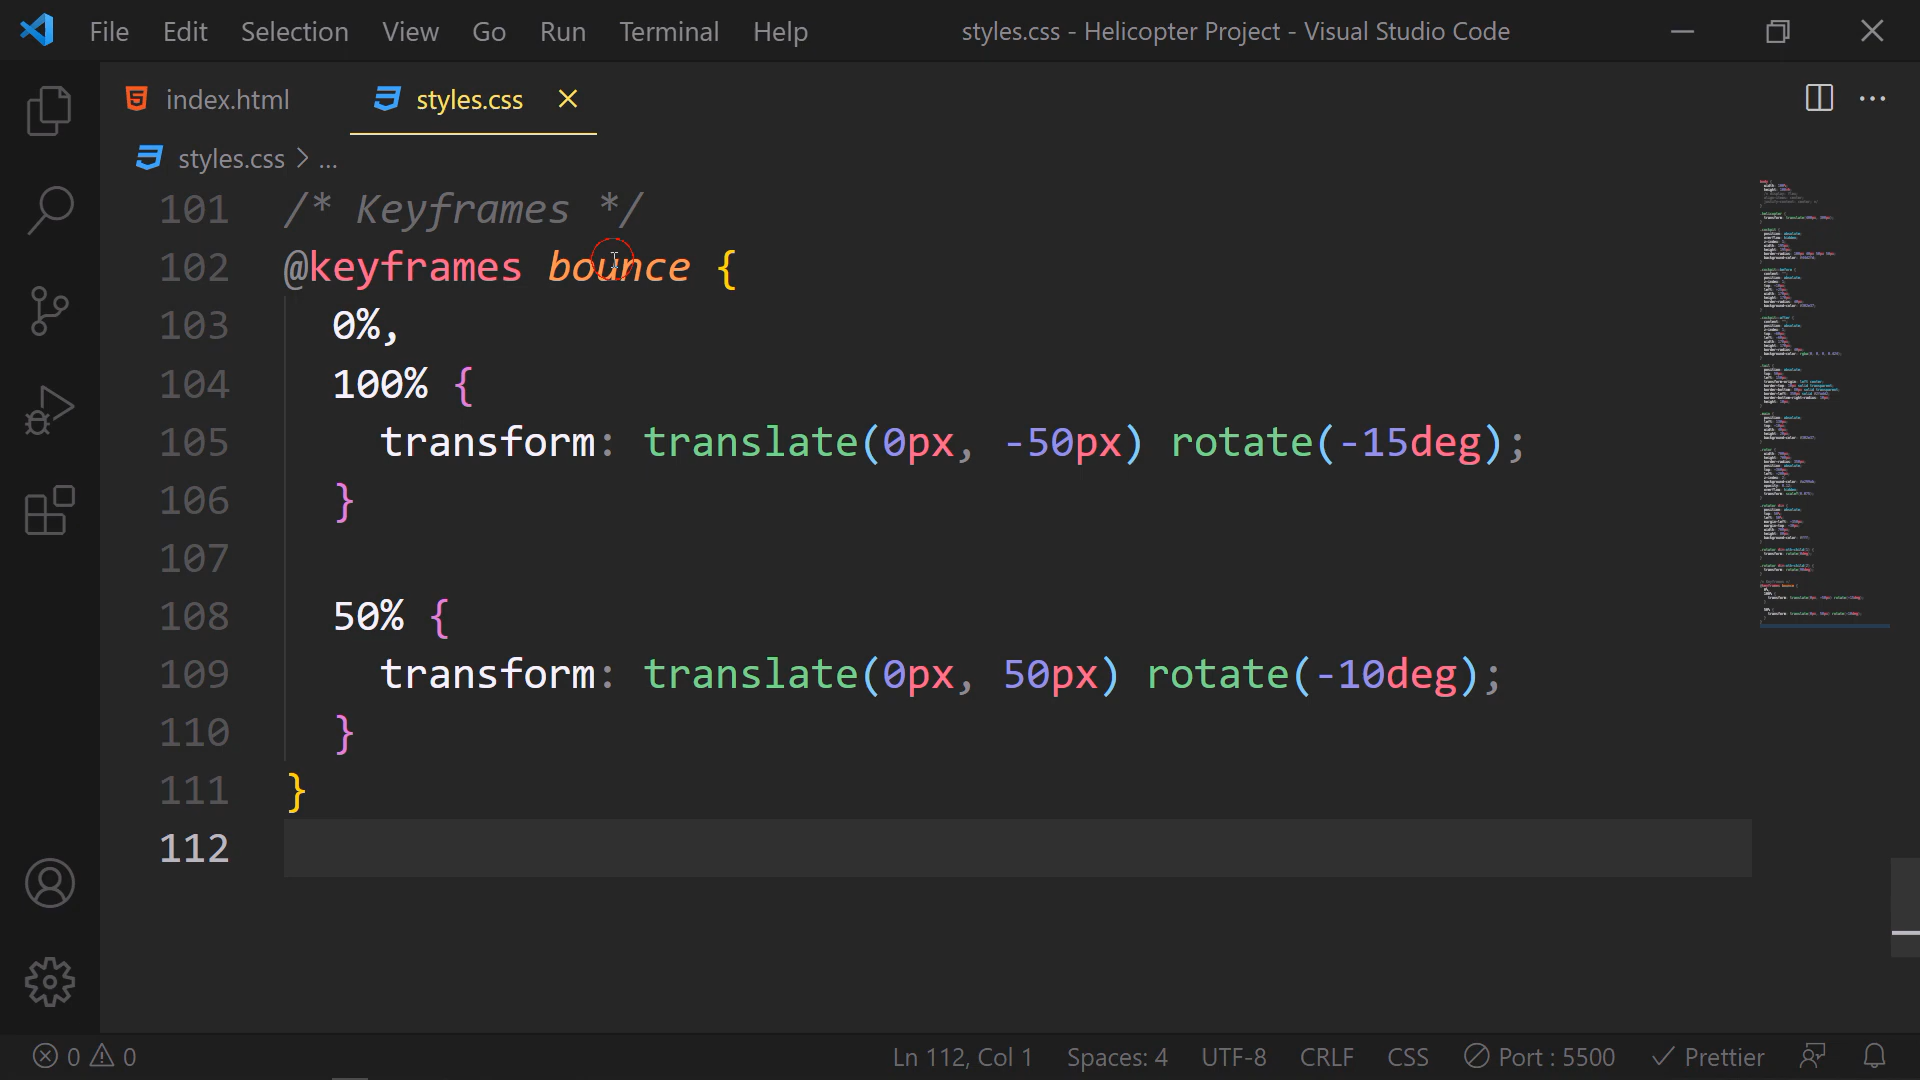 File Edit Selection View Go Run Terminal Help styles.css - Helicopter Project - Visual Studio Code
index.html styles.css
styles.css > ...
101 /* Keyframes */
102 @keyframes bounce {
103 0%,
104 100% {
105 transform: translate(0px, -50px) rotate(-15deg);
106 }
107
108 50% {
109 transform: translate(0px, 50px) rotate(-10deg);
110 }
111 }
112
0 0 Ln 112, Col 1 Spaces: 4 UTF-8 CRLF CSS Port : 5500 Prettier